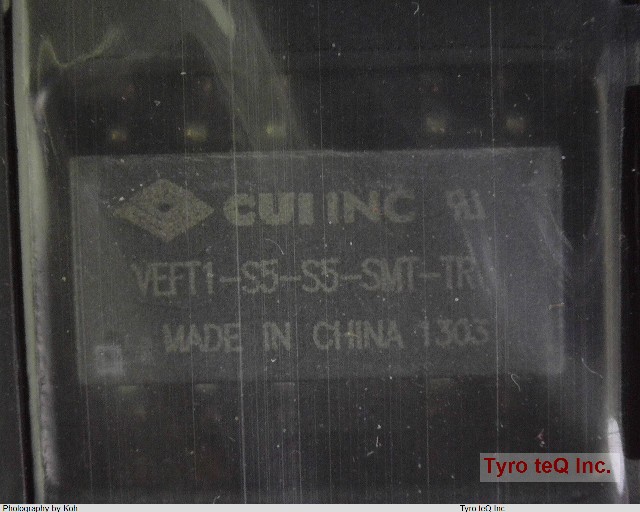 CUI INC
VEFT1-S5-S5-SMT-TR
MADE IN CHINA 1303
Tyro teQ Inc.
Photography by Koh
Tyro teQ Inc